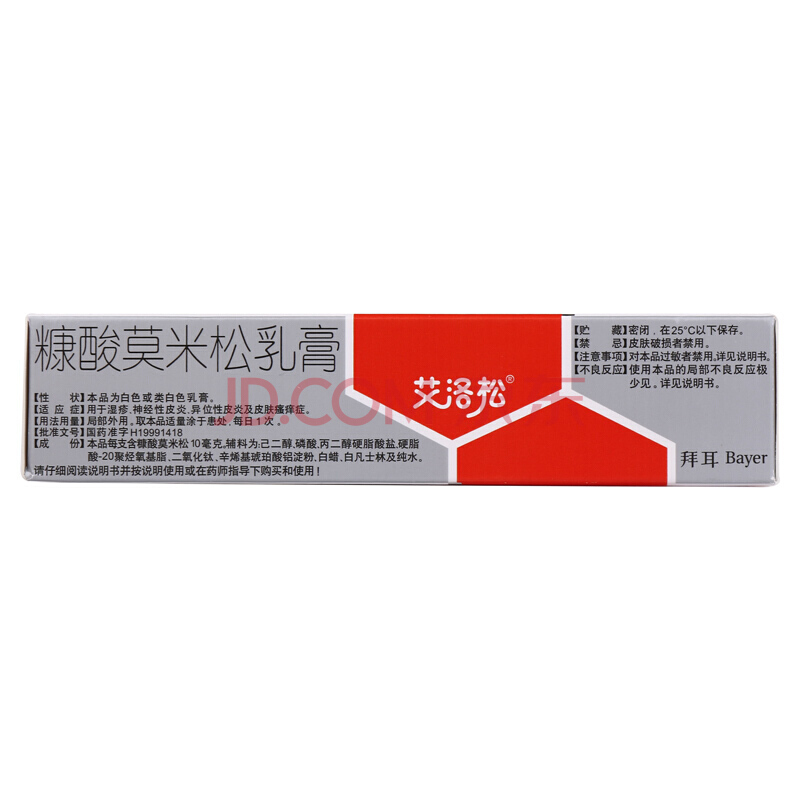 糠酸莫米松乳膏
【性 状】本品为白色或类白色乳膏。
【适 应 症】用于湿疹、神经性皮炎、异位性皮炎及皮肤瘙痒症。
【用法用量】局部外用。取本品适量涂于患处,每日1次。
【批准文号】国药准字H19991418
【成 份】本品每支含糠酸莫米松10毫克,辅料为:己二醇,磷酸,丙二醇硬脂酸盐,硬脂
酸-20聚烃氧基脂、二氧化钛、辛烯基琥珀酸铝淀粉,白蜡,白凡士林及纯水。
请仔细阅读说明书并按说明使用或在药师指导下购买和使用!
艾洛松®
【贮 藏】密闭,在25°C以下保存。
【禁 忌】皮肤破损者禁用。
【注意事项】对本品过敏者禁用,详见说明书。
【不良反应】使用本品的局部不良反应极
少见。详见说明书。
拜耳 Bayer
JD.COM